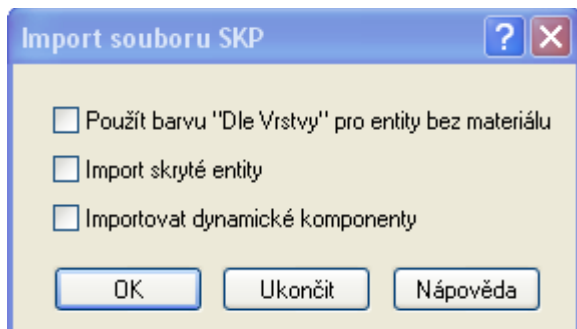 Import souboru SKP
Použít barvu "Dle Vrstvy" pro entity bez materiálu
Import skryté entity
Importovat dynamické komponenty
OK Ukončit Nápověda